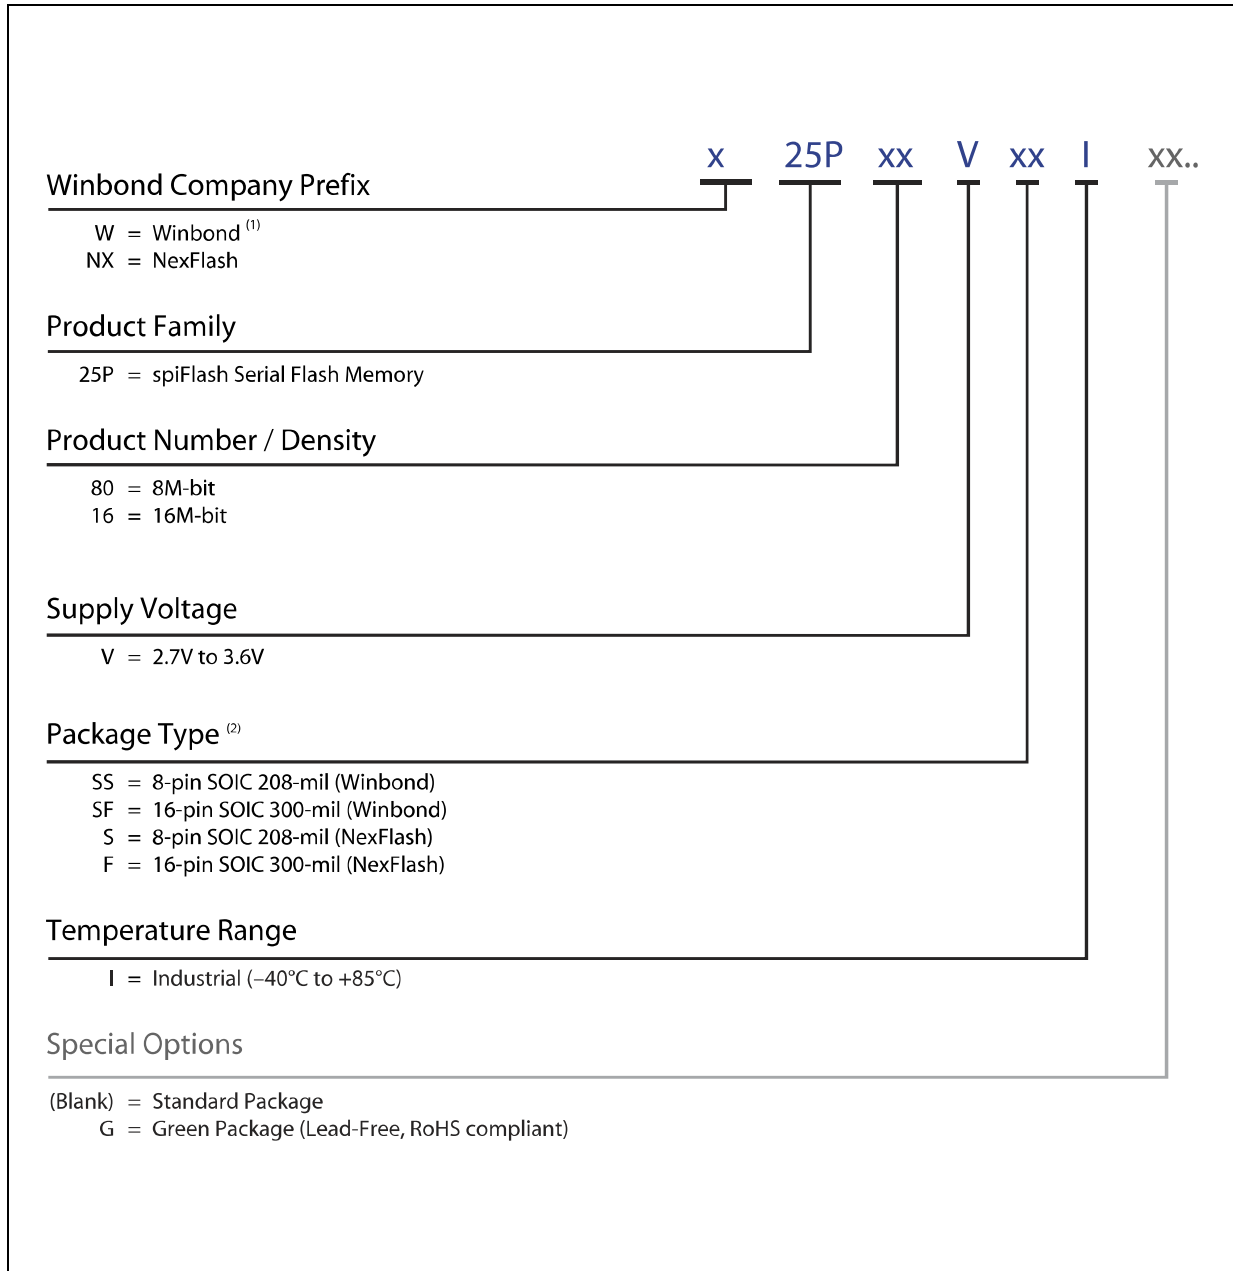 x 25P xx V xx I xx..
Winbond Company Prefix
W = Winbond (1)
NX = NexFlash
Product Family
25P = spiFlash Serial Flash Memory
Product Number / Density
80 = 8M-bit
16 = 16M-bit
Supply Voltage
V = 2.7V to 3.6V
Package Type (2)
SS = 8-pin SOIC 208-mil (Winbond)
SF = 16-pin SOIC 300-mil (Winbond)
S = 8-pin SOIC 208-mil (NexFlash)
F = 16-pin SOIC 300-mil (NexFlash)
Temperature Range
I = Industrial (–40°C to +85°C)
Special Options
(Blank) = Standard Package
G = Green Package (Lead-Free, RoHS compliant)